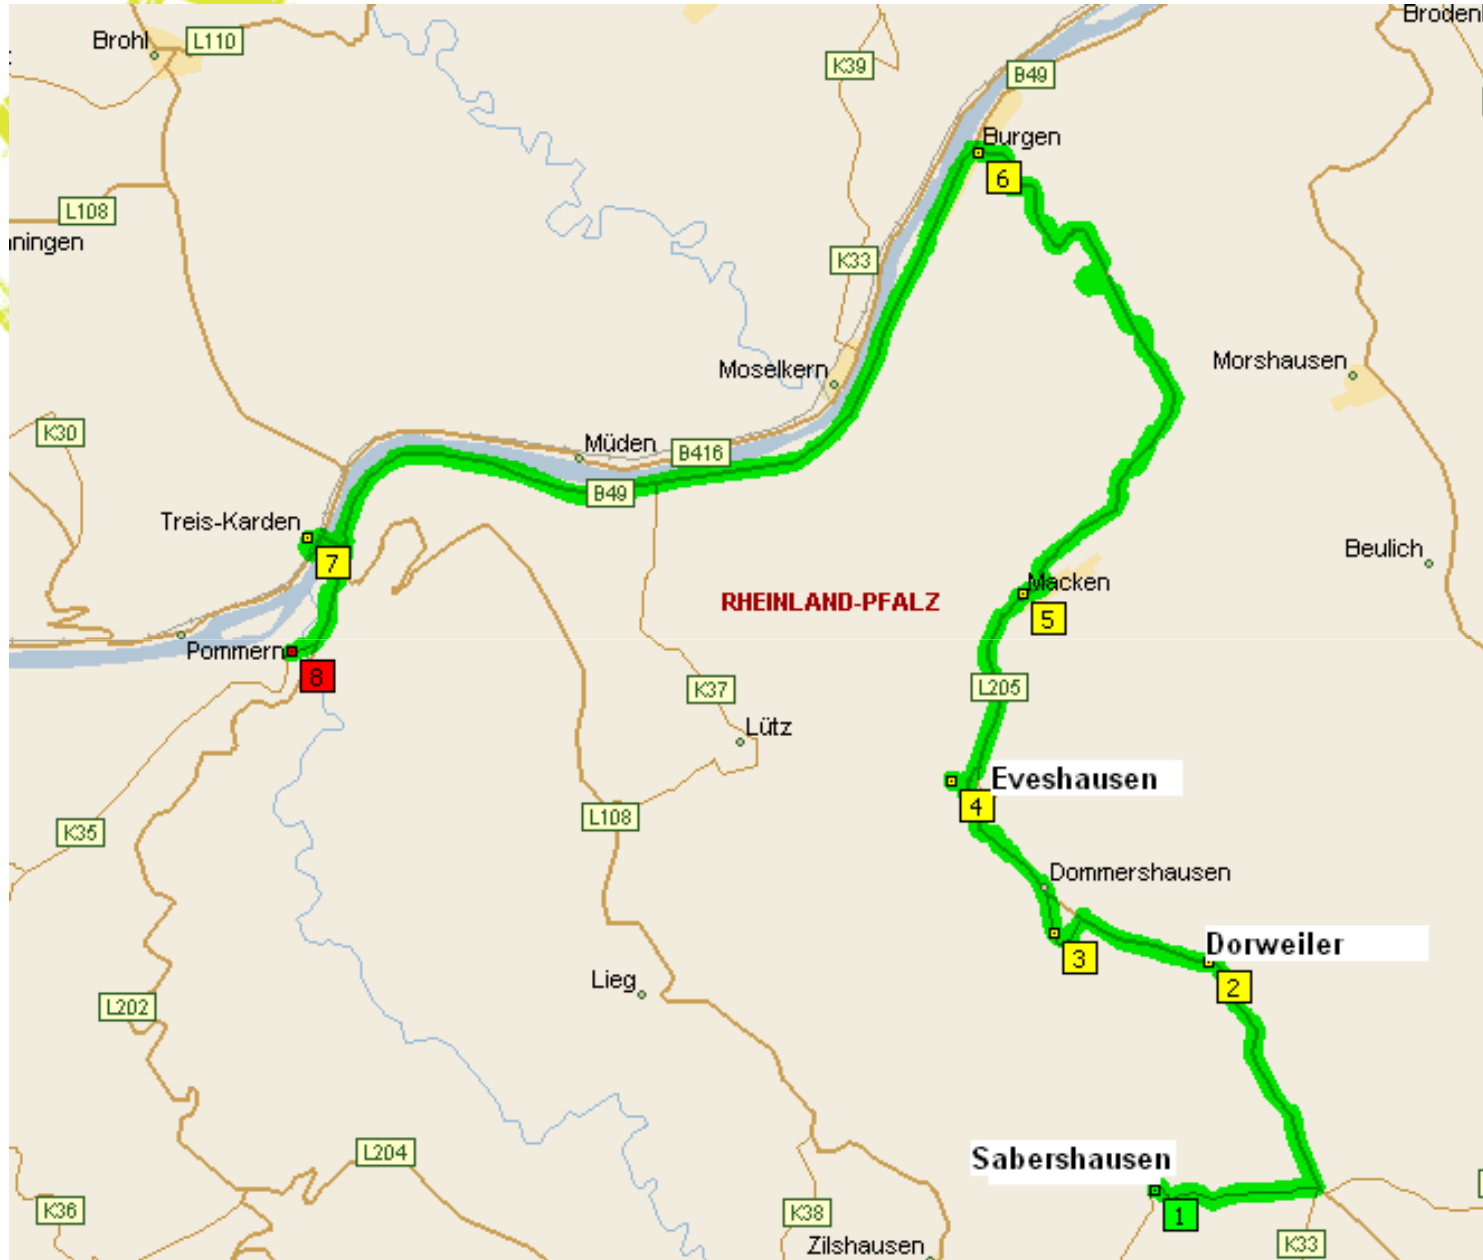 Brohl
L110
K39
B49
Broden
Burgen
6
L108
nningen
K33
Moselkern
Morshausen
K30
Müden
B416
B49
Treis-Karden
7
Beulich
Macken
RHEINLAND-PFALZ
5
Pommern
8
K37
L205
Lütz
Eveshausen
4
L108
K35
Dommershausen
Dorweiler
3
Lieg
2
L202
L204
Sabershausen
K36
K38
1
Zilshausen
K33